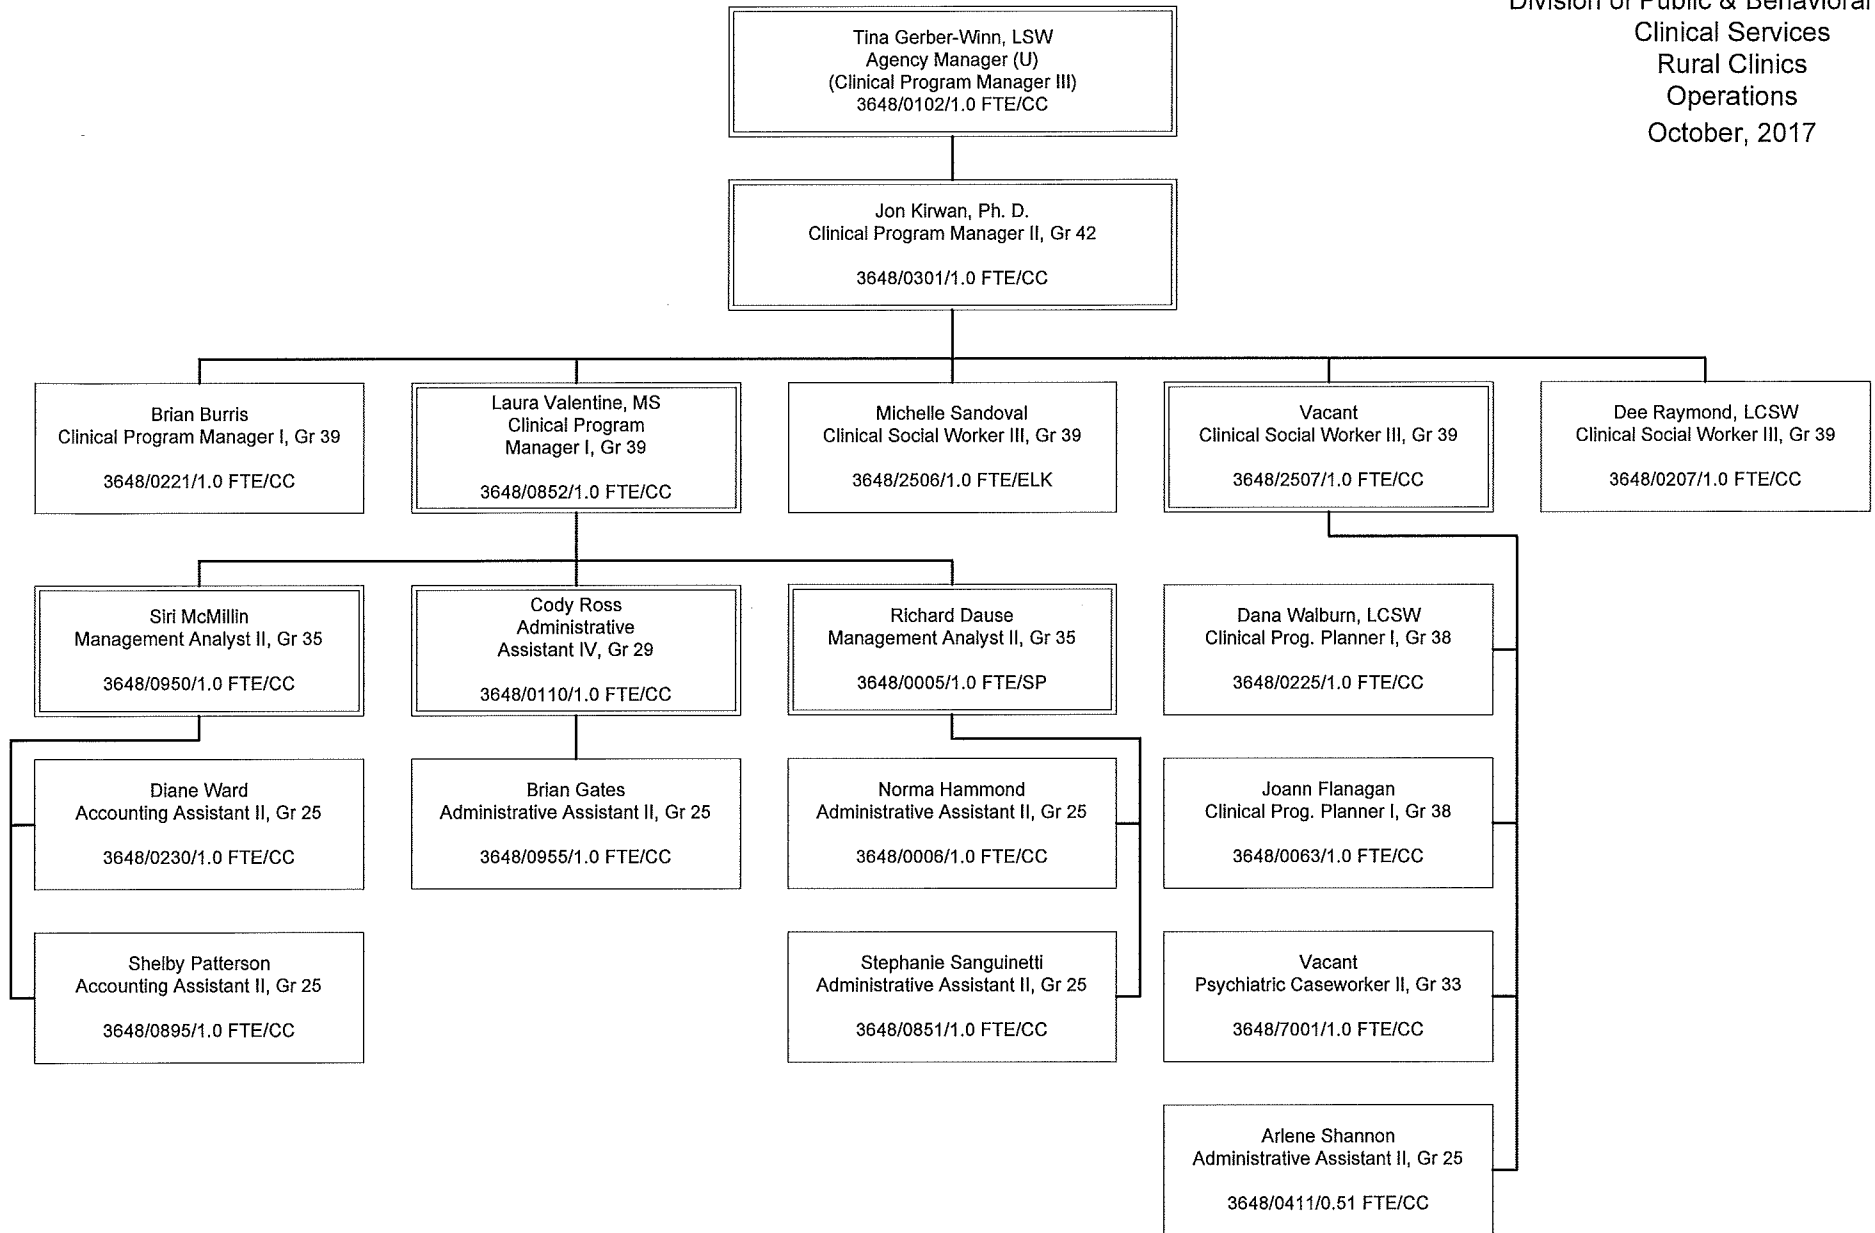 Division of Public & Behavioral
Clinical Services
Rural Clinics
Operations
October, 2017
Tina Gerber-Winn, LSW
Agency Manager (U)
(Clinical Program Manager III)
3648/0102/1.0 FTE/CC
Jon Kirwan, Ph. D.
Clinical Program Manager II, Gr 42
3648/0301/1.0 FTE/CC
Brian Burris
Clinical Program Manager I, Gr 39
3648/0221/1.0 FTE/CC
Laura Valentine, MS
Clinical Program
Manager I, Gr 39
3648/0852/1.0 FTE/CC
Michelle Sandoval
Clinical Social Worker III, Gr 39
3648/2506/1.0 FTE/ELK
Vacant
Clinical Social Worker III, Gr 39
3648/2507/1.0 FTE/CC
Dee Raymond, LCSW
Clinical Social Worker III, Gr 39
3648/0207/1.0 FTE/CC
Siri McMillin
Management Analyst II, Gr 35
3648/0950/1.0 FTE/CC
Cody Ross
Administrative
Assistant IV, Gr 29
3648/0110/1.0 FTE/CC
Richard Dause
Management Analyst II, Gr 35
3648/0005/1.0 FTE/SP
Dana Walburn, LCSW
Clinical Prog. Planner I, Gr 38
3648/0225/1.0 FTE/CC
Diane Ward
Accounting Assistant II, Gr 25
3648/0230/1.0 FTE/CC
Brian Gates
Administrative Assistant II, Gr 25
3648/0955/1.0 FTE/CC
Norma Hammond
Administrative Assistant II, Gr 25
3648/0006/1.0 FTE/CC
Joann Flanagan
Clinical Prog. Planner I, Gr 38
3648/0063/1.0 FTE/CC
Shelby Patterson
Accounting Assistant II, Gr 25
3648/0895/1.0 FTE/CC
Stephanie Sanguinetti
Administrative Assistant II, Gr 25
3648/0851/1.0 FTE/CC
Vacant
Psychiatric Caseworker II, Gr 33
3648/7001/1.0 FTE/CC
Arlene Shannon
Administrative Assistant II, Gr 25
3648/0411/0.51 FTE/CC